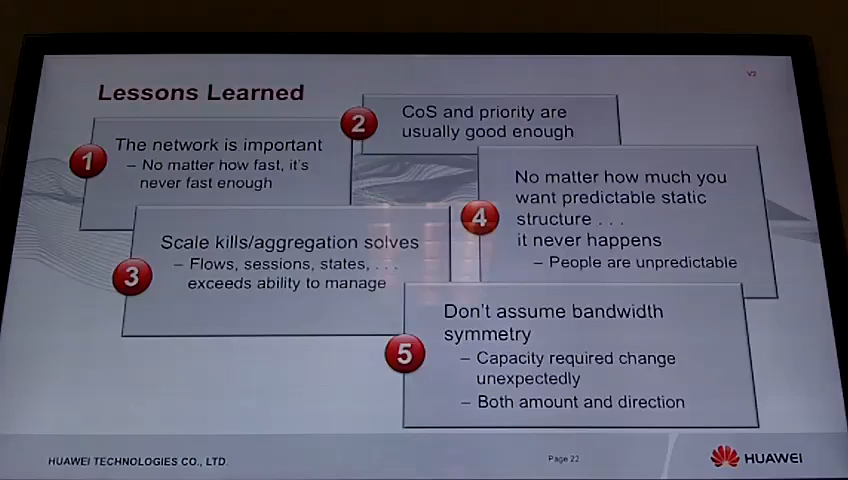 V2
Lessons Learned
1
The network is important
– No matter how fast, it's
never fast enough
2
CoS and priority are
usually good enough
3
Scale kills/aggregation solves
– Flows, sessions, states, . . .
exceeds ability to manage
4
No matter how much you
want predictable static
structure . . .
it never happens
– People are unpredictable
5
Don't assume bandwidth
symmetry
– Capacity required change
unexpectedly
– Both amount and direction
HUAWEI TECHNOLOGIES CO., LTD.
Page 22
HUAWEI